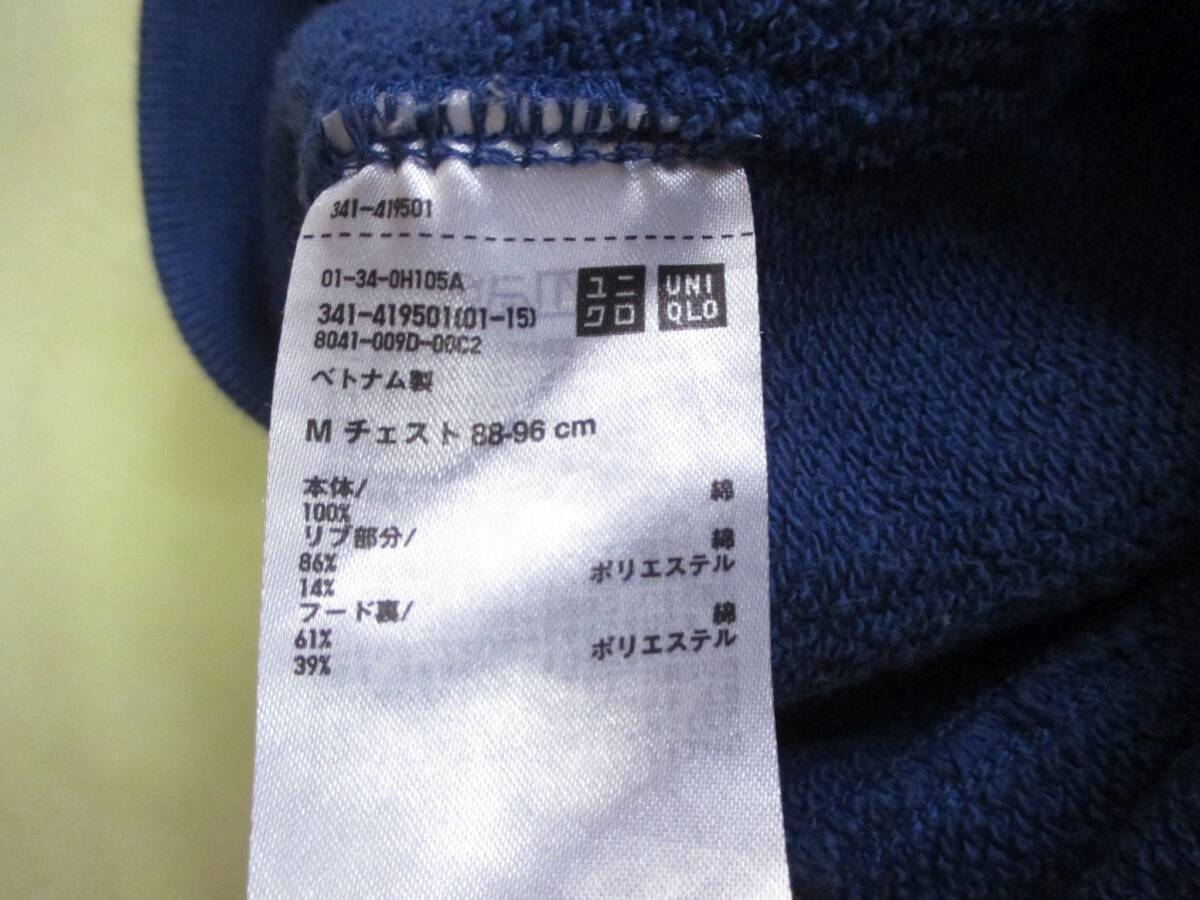 341-419501
01-34-0H105A
341-419501(01-15)
8041-009D-00C2
ユニクロ
UNIQLO
ベトナム製
M チェスト 88-96 cm
本体/ 綿
100%
リブ部分/ 綿
86% ポリエステル
14%
フード裏/ 綿
61% ポリエステル
39%